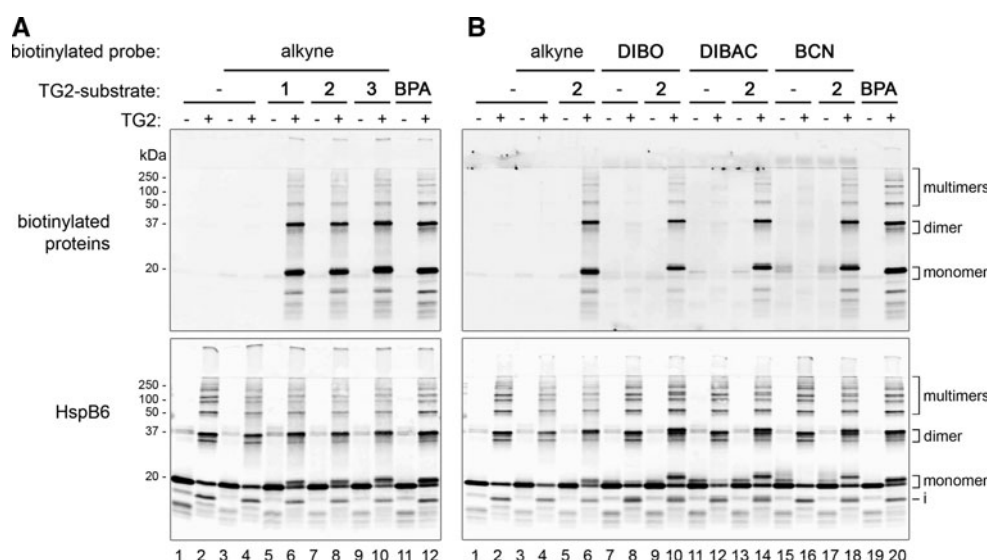 A
biotinylated probe: alkyne
TG2-substrate: - 1 2 3 BPA
TG2: - + - + - + - + - + - +
kDa
250 -
100 -
50 -
37 -
20 -
biotinylated proteins
HspB6
250 -
100 -
50 -
37 -
20 -
1 2 3 4 5 6 7 8 9 10 11 12
B
alkyne DIBO DIBAC BCN
- - 2 - 2 - 2 - 2 BPA
- + - + - + - + - + - + - + - + - + - +
multimers
dimer
monomer
multimers
dimer
monomer
i
1 2 3 4 5 6 7 8 9 10 11 12 13 14 15 16 17 18 19 20